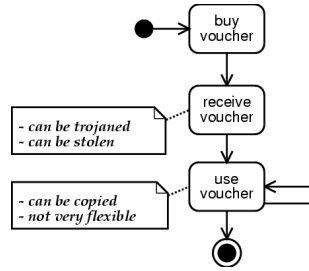 buy
voucher
receive
voucher
- can be trojaned
- can be stolen
use
voucher
- can be copied
- not very flexible